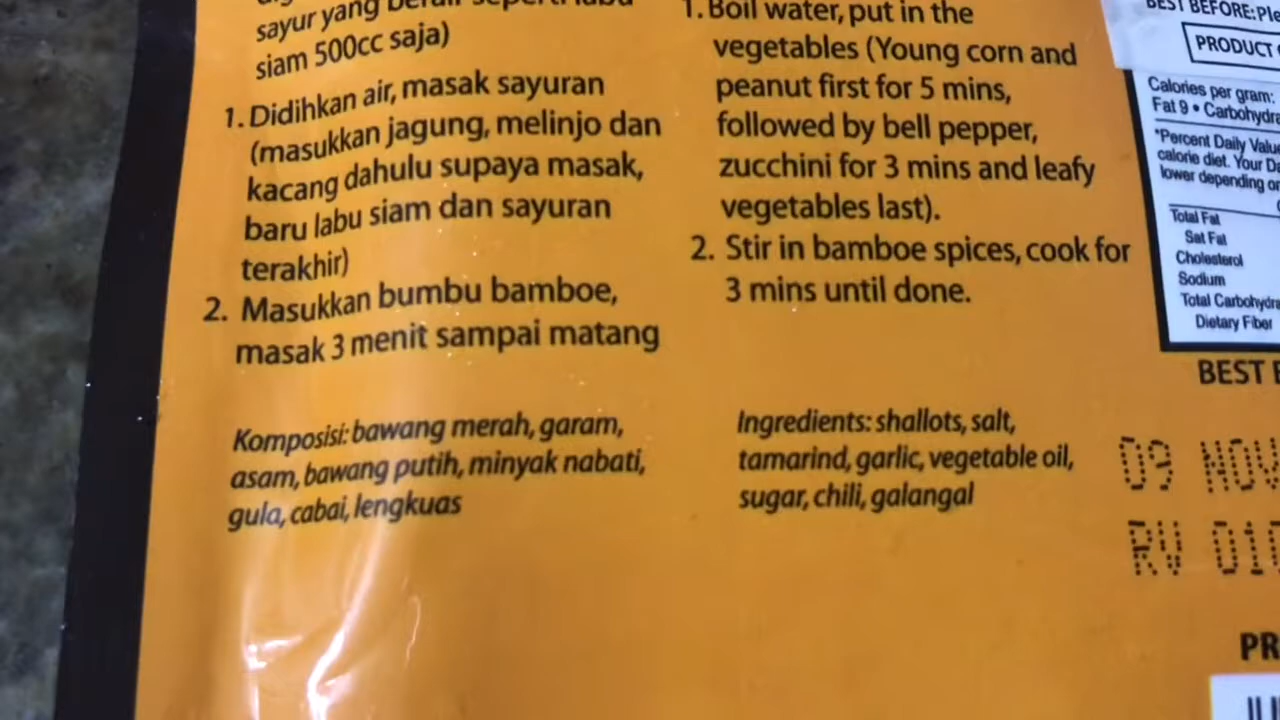 sayur yang
siam 500cc saja)
1. Didihkan air, masak sayuran
(masukkan jagung, melinjo dan
kacang dahulu supaya masak,
baru labu siam dan sayuran
terakhir)
2. Masukkan bumbu bamboe,
masak 3 menit sampai matang
Komposisi: bawang merah, garam,
asam, bawang putih, minyak nabati,
gula, cabai, lengkuas
1. Boil water, put in the
vegetables (Young corn and
peanut first for 5 mins,
followed by bell pepper,
zucchini for 3 mins and leafy
vegetables last).
2. Stir in bamboe spices, cook for
3 mins until done.
Ingredients: shallots, salt,
tamarind, garlic, vegetable oil,
sugar, chili, galangal
BEST BEFORE: Ple
PRODUCT
Calories per gram:
Fat 9 • Carbohydra
*Percent Daily Value
calorie diet. Your Da
lower depending on
Total Fat
Sat Fat
Cholesterol
Sodium
Total Carbohydra
Dietary Fiber
BEST
09 NOV
RV 010
PR